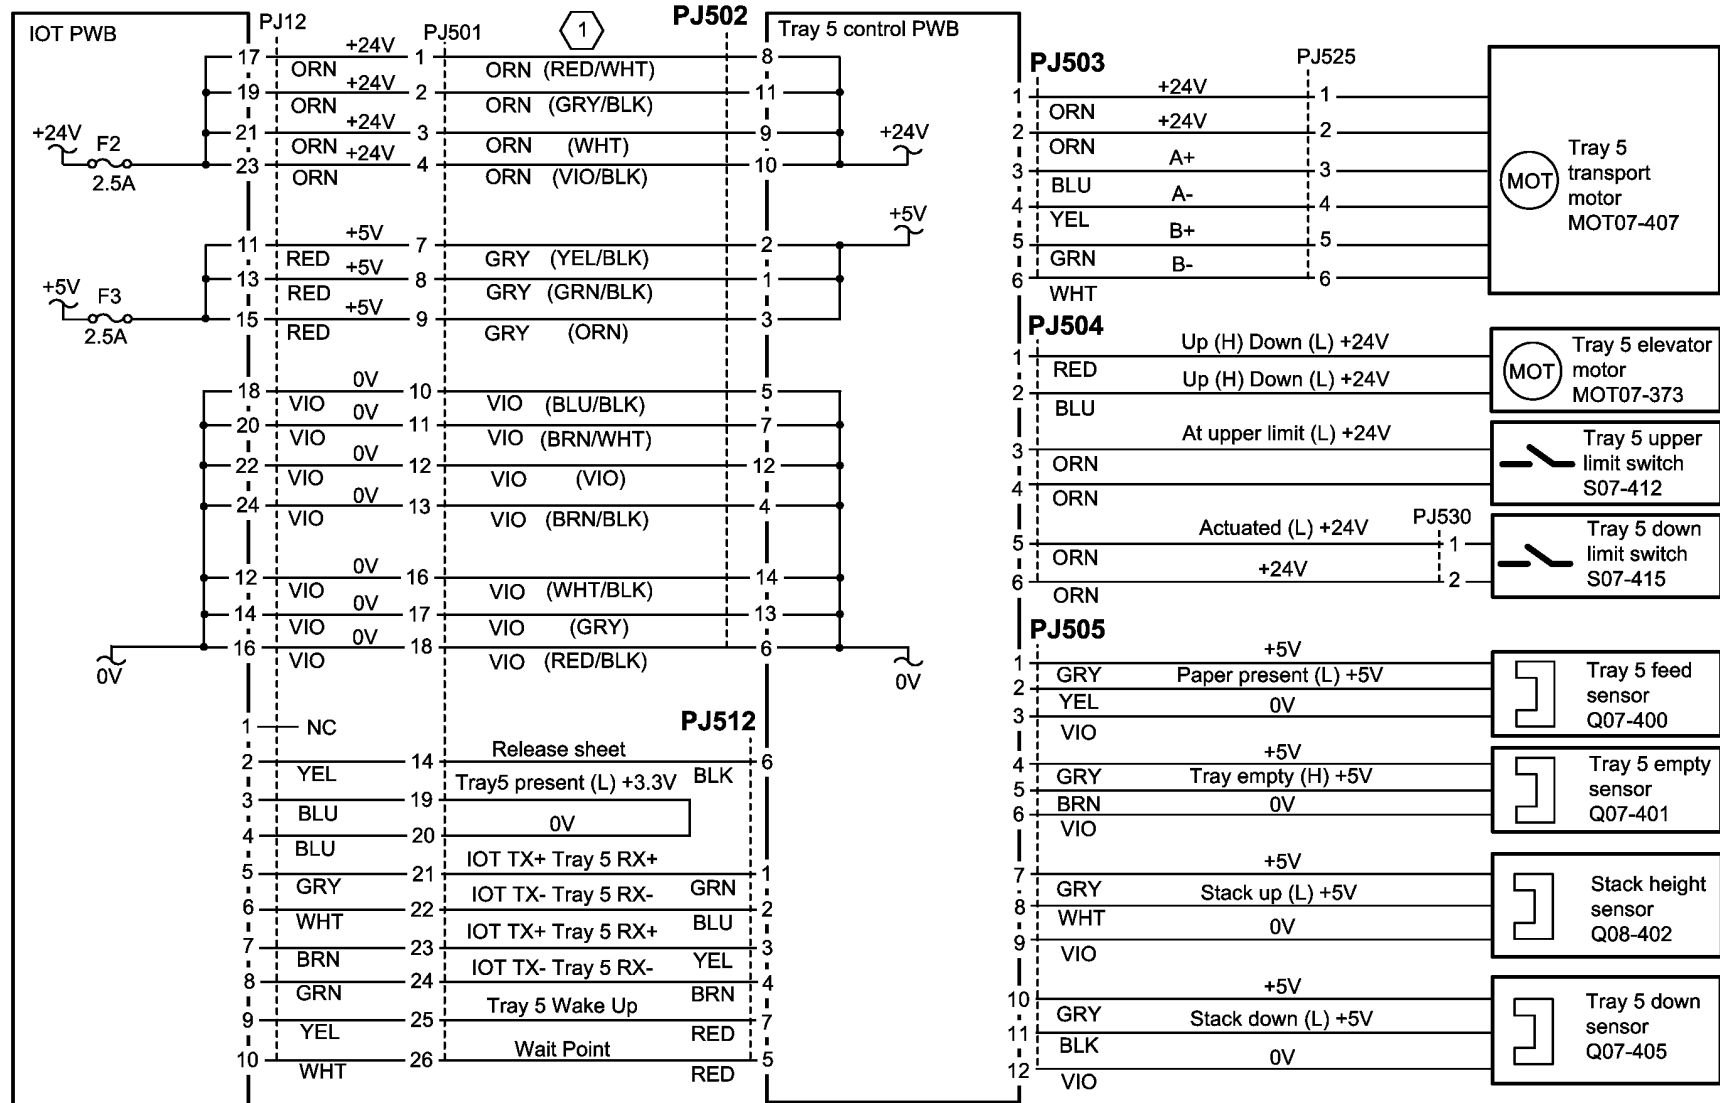 IOT PWB
PJ12
PJ501
1
PJ502
Tray 5 control PWB
17 +24V 1 8
ORN ORN (RED/WHT)
19 +24V 2 11
ORN ORN (GRY/BLK)
21 +24V 3 9
ORN ORN (WHT)
23 +24V 4 10
ORN ORN (VIO/BLK)
+24V F2
2.5A
+24V
11 +5V 7 2
RED GRY (YEL/BLK)
13 +5V 8 1
RED GRY (GRN/BLK)
15 +5V 9 3
RED GRY (ORN)
+5V F3
2.5A
+5V
18 0V 10 5
VIO VIO (BLU/BLK)
20 0V 11 7
VIO VIO (BRN/WHT)
22 0V 12 12
VIO VIO (VIO)
24 0V 13 4
VIO VIO (BRN/BLK)
12 0V 16 14
VIO VIO (WHT/BLK)
14 0V 17 13
VIO VIO (GRY)
16 0V 18 6
VIO VIO (RED/BLK)
0V
0V
1 NC
PJ512
2 14 Release sheet 6
YEL BLK
3 19 Tray5 present (L) +3.3V
BLU
4 20 0V
BLU
5 21 IOT TX+ Tray 5 RX+ 1
GRY GRN
6 22 IOT TX- Tray 5 RX- 2
WHT BLU
7 23 IOT TX+ Tray 5 RX+ 3
BRN YEL
8 24 IOT TX- Tray 5 RX- 4
GRN BRN
9 25 Tray 5 Wake Up 7
YEL RED
10 26 Wait Point 5
WHT RED
PJ503
PJ525
1 +24V 1
ORN
2 +24V 2
ORN
3 A+ 3
BLU
4 A- 4
YEL
5 B+ 5
GRN
6 B- 6
WHT
MOT
Tray 5
transport
motor
MOT07-407
PJ504
1 Up (H) Down (L) +24V
RED
2 Up (H) Down (L) +24V
BLU
MOT
Tray 5 elevator
motor
MOT07-373
3 At upper limit (L) +24V
ORN
4
ORN
Tray 5 upper
limit switch
S07-412
PJ530
5 Actuated (L) +24V 1
ORN
6 +24V 2
ORN
Tray 5 down
limit switch
S07-415
PJ505
1 +5V
GRY
2 Paper present (L) +5V
YEL
3 0V
VIO
Tray 5 feed
sensor
Q07-400
4 +5V
GRY
5 Tray empty (H) +5V
BRN
6 0V
VIO
Tray 5 empty
sensor
Q07-401
7 +5V
GRY
8 Stack up (L) +5V
WHT
9 0V
VIO
Stack height
sensor
Q08-402
10 +5V
GRY
11 Stack down (L) +5V
BLK
12 0V
VIO
Tray 5 down
sensor
Q07-405